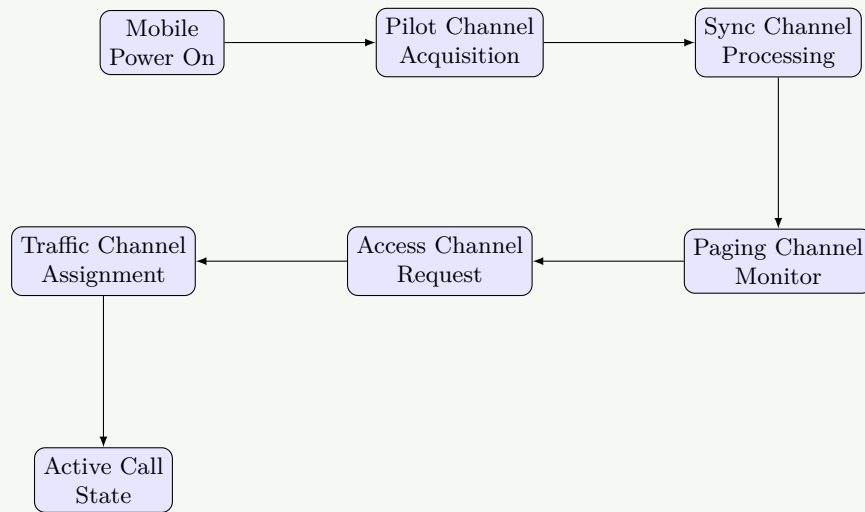 Mobile
Power On
Pilot Channel
Acquisition
Sync Channel
Processing
Paging Channel
Monitor
Access Channel
Request
Traffic Channel
Assignment
Active Call
State